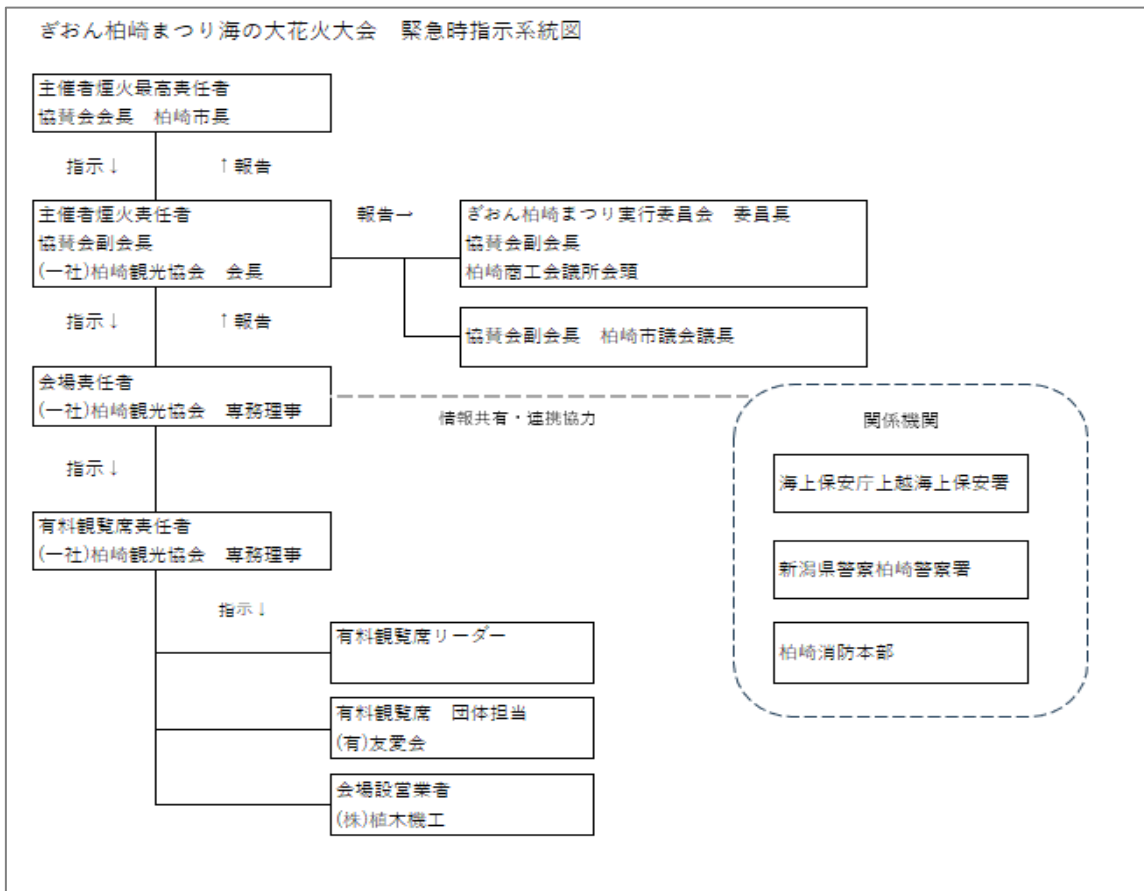 ぎおん柏崎まつり海の大花火大会　緊急時指示系統図
主催者煙火最高責任者
協賛会会長　柏崎市長
指示↓
↑報告
主催者煙火責任者
協賛会副会長
(一社)柏崎観光協会　会長
報告→
ぎおん柏崎まつり実行委員会　委員長
協賛会副会長
柏崎商工会議所会頭
協賛会副会長　柏崎市議会議長
指示↓
↑報告
会場責任者
(一社)柏崎観光協会　専務理事
情報共有・連携協力
関係機関
海上保安庁上越海上保安署
新潟県警察柏崎警察署
柏崎消防本部
指示↓
有料観覧席責任者
(一社)柏崎観光協会　専務理事
指示↓
有料観覧席リーダー
有料観覧席　団体担当
(有)友愛会
会場設営業者
(株)植木機工